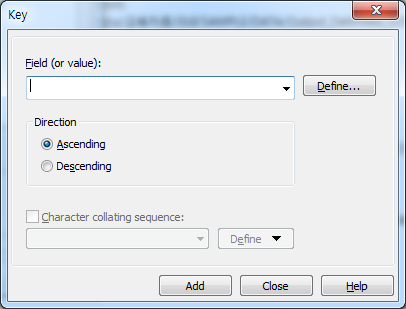 Key
Field (or value):
Define...
Direction
Ascending
Descending
Character collating sequence:
Define
Add Close Help